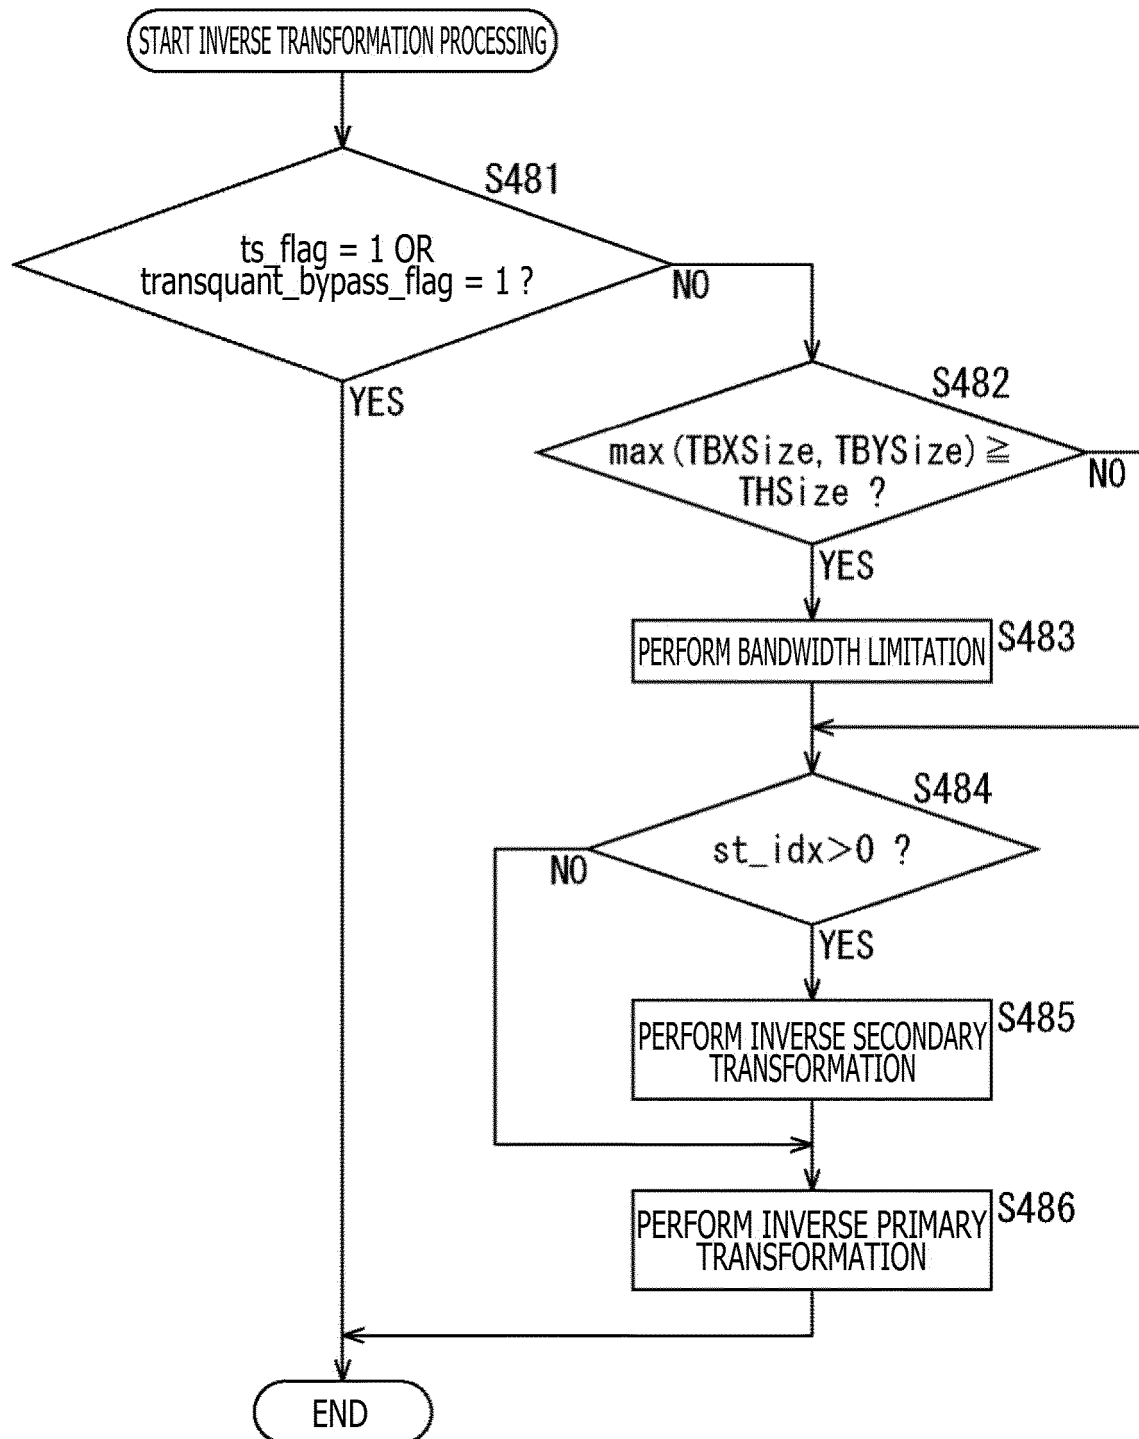 START INVERSE TRANSFORMATION PROCESSING
S481
ts_flag = 1 OR
transquant_bypass_flag = 1 ?
NO
YES
S482
max(TBXSize, TBYSize)≧
THSize ?
NO
YES
PERFORM BANDWIDTH LIMITATION
S483
S484
st_idx>0 ?
NO
YES
S485
PERFORM INVERSE SECONDARY
TRANSFORMATION
S486
PERFORM INVERSE PRIMARY
TRANSFORMATION
END